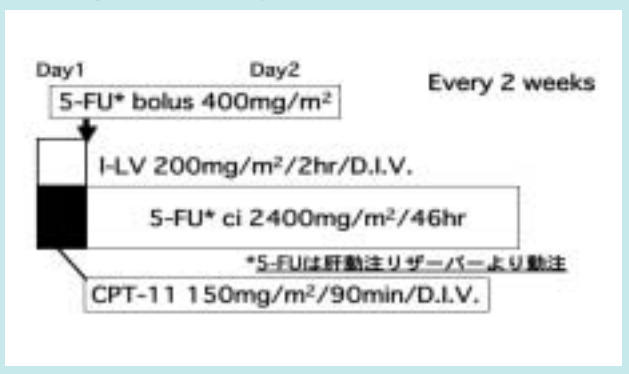 Day1 Day2
Every 2 weeks
5-FU* bolus 400mg/m²
l-LV 200mg/m²/2hr/D.I.V.
5-FU* ci 2400mg/m²/46hr
*5-FUは肝動注リザーバーより動注
CPT-11 150mg/m²/90min/D.I.V.